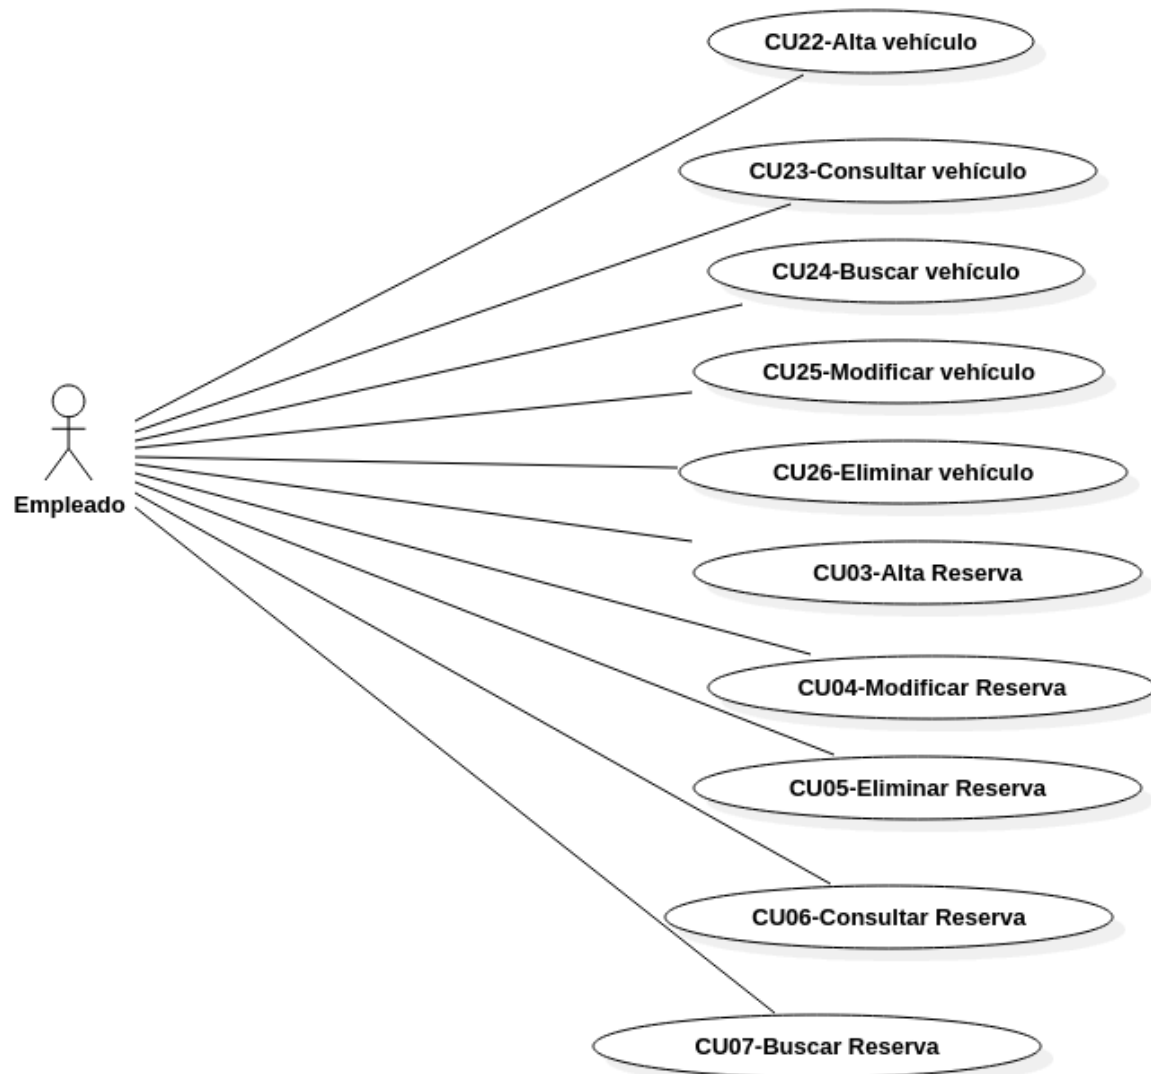 CU22-Alta vehículo
CU23-Consultar vehículo
CU24-Buscar vehículo
CU25-Modificar vehículo
CU26-Eliminar vehículo
Empleado
CU03-Alta Reserva
CU04-Modificar Reserva
CU05-Eliminar Reserva
CU06-Consultar Reserva
CU07-Buscar Reserva